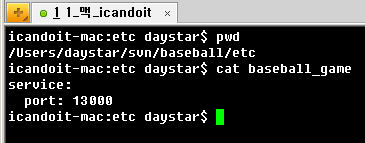 1 1_맥_icandoit
icandoit-mac:etc daystar$ pwd
/Users/daystar/svn/baseball/etc
icandoit-mac:etc daystar$ cat baseball_game
service:
  port: 13000
icandoit-mac:etc daystar$